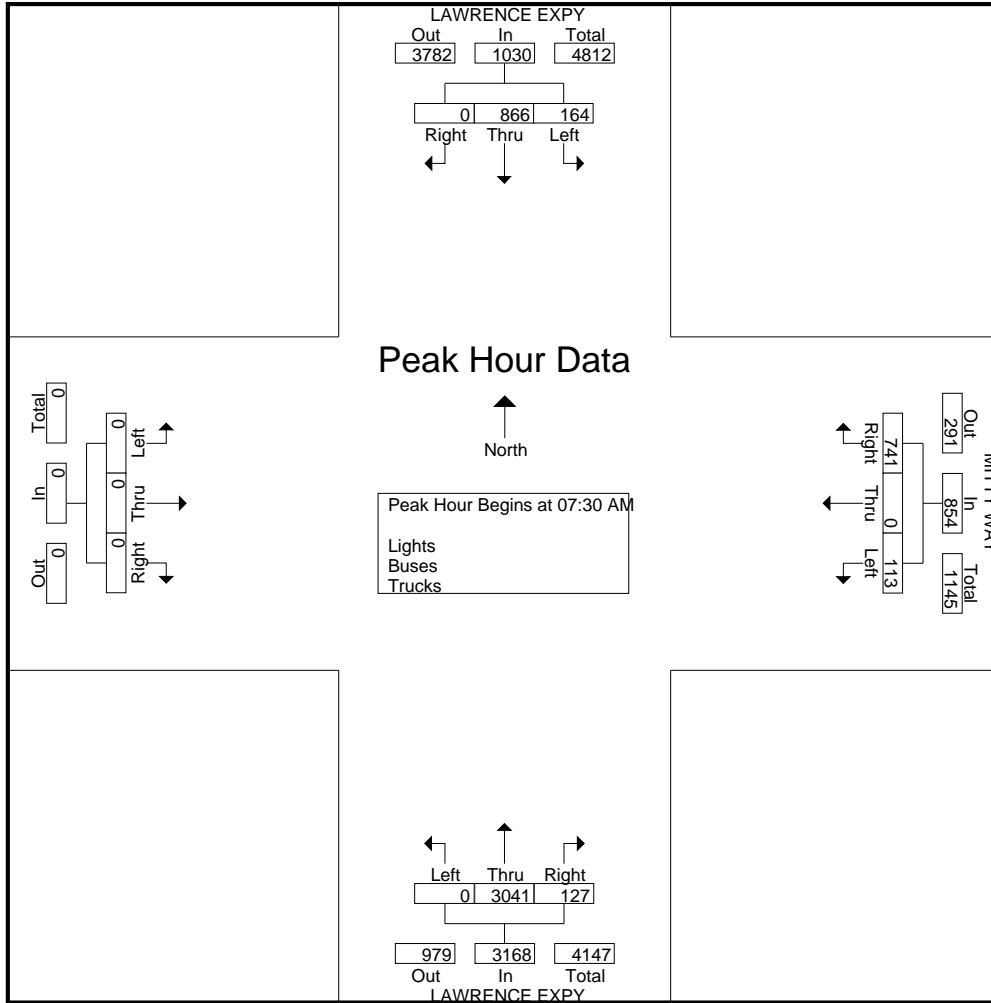 LAWRENCE EXPY
Out In Total
3782 1030 4812
0 866 164
Right Thru Left
Peak Hour Data
North
Peak Hour Begins at 07:30 AM
Lights
Buses
Trucks
Total In Out
0 0 0
0 0 0
Left Thru Right
Right Thru Left
741 0 113
291 854 1145
Out In Total
Left Thru Right
0 3041 127
979 3168 4147
Out In Total
LAWRENCE EXPY